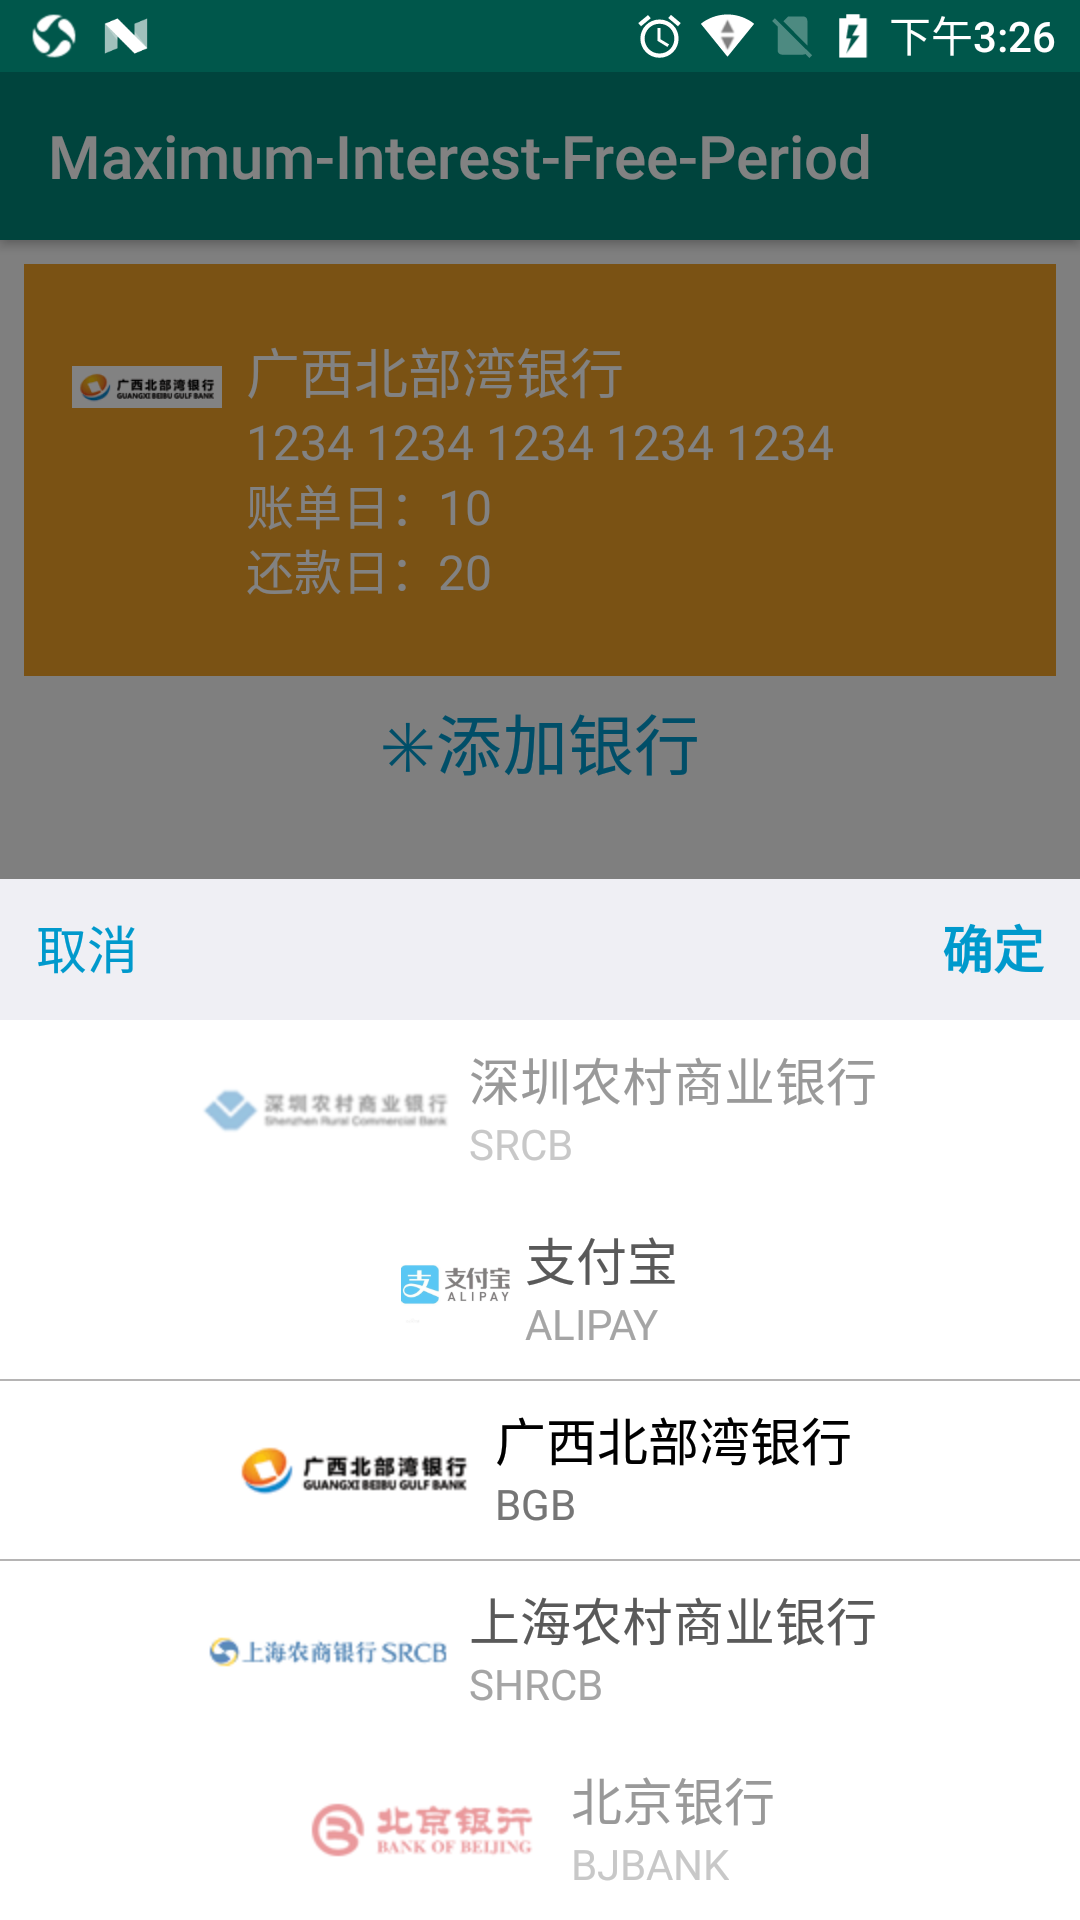 下午3:26
Maximum-Interest-Free-Period
广西北部湾银行
GUANGXI BEIBU GULF BANK
广西北部湾银行
1234 1234 1234 1234 1234
账单日：10
还款日：20
✳添加银行
取消
确定
深圳农村商业银行
Shenzhen Rural Commercial Bank
深圳农村商业银行
SRCB
支付宝
ALIPAY
支付宝
ALIPAY
广西北部湾银行
GUANGXI BEIBU GULF BANK
广西北部湾银行
BGB
上海农商银行 SRCB
上海农村商业银行
SHRCB
北京银行
BANK OF BEIJING
北京银行
BJBANK